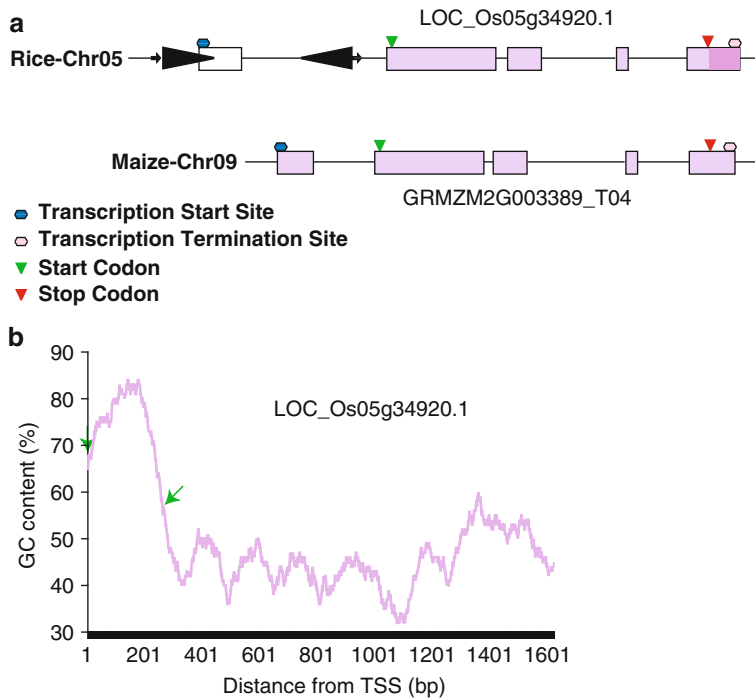 a
LOC_Os05g34920.1
Rice-Chr05
Maize-Chr09
GRMZM2G003389_T04
Transcription Start Site
Transcription Termination Site
Start Codon
Stop Codon
b
LOC_Os05g34920.1
GC content (%)
90
80
70
60
50
40
30
1 201 401 601 801 1001 1201 1401 1601
Distance from TSS (bp)